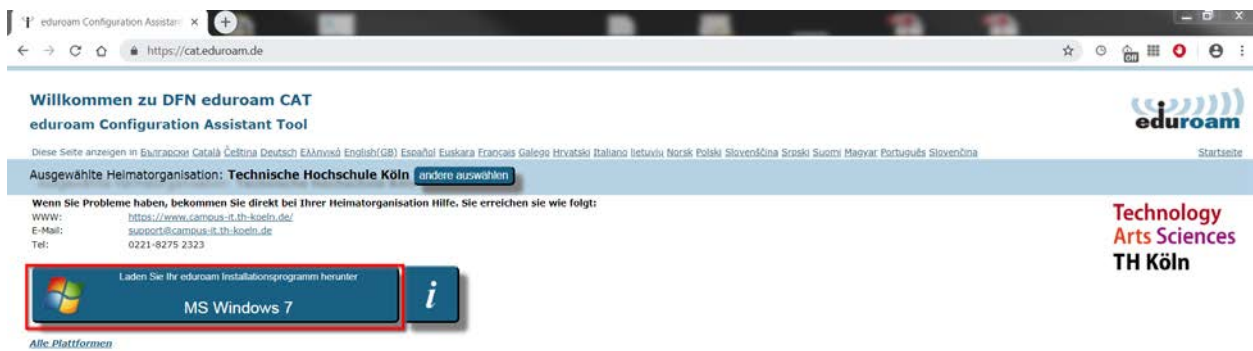 eduroam Configuration Assistan
https://cat.eduroam.de
Off
Willkommen zu DFN eduroam CAT
eduroam Configuration Assistant Tool
eduroam
Diese Seite anzeigen in Български Català Čeština Deutsch Ελληνικά English(GB) Español Euskara Français Galego Hrvatski Italiano lietuvių Norsk Polski Slovenščina Srpski Suomi Magyar Português Slovenčina
Startseite
Ausgewählte Heimatorganisation: Technische Hochschule Köln andere auswählen
Wenn Sie Probleme haben, bekommen Sie direkt bei Ihrer Heimatorganisation Hilfe. Sie erreichen sie wie folgt:
WWW: https://www.campus-it.th-koeln.de/
E-Mail: support@campus-it.th-koeln.de
Tel: 0221-8275 2323
Technology
Arts Sciences
TH Köln
Laden Sie Ihr eduroam Installationsprogramm herunter
MS Windows 7
i
Alle Plattformen